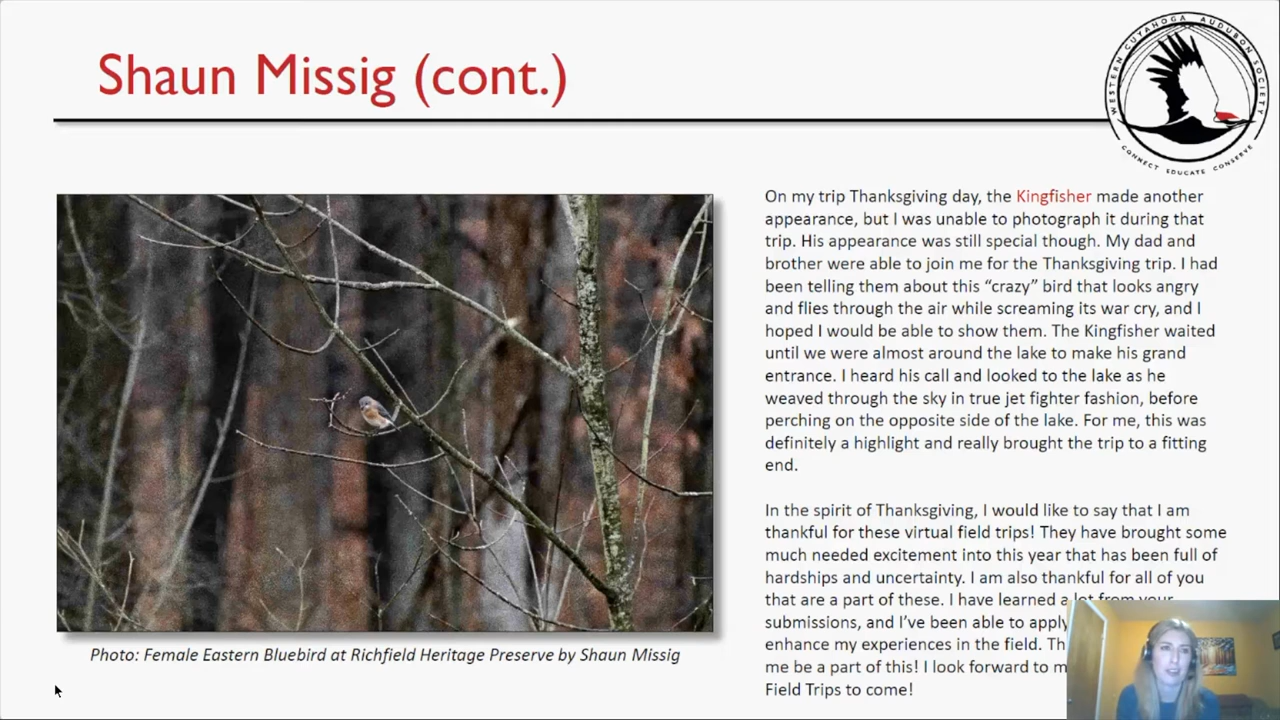 Shaun Missig (cont.)
WESTERN CUYAHOGA AUDUBON SOCIETY
CONNECT EDUCATE CONSERVE
On my trip Thanksgiving day, the Kingfisher made another
appearance, but I was unable to photograph it during that
trip. His appearance was still special though. My dad and
brother were able to join me for the Thanksgiving trip. I had
been telling them about this “crazy” bird that looks angry
and flies through the air while screaming its war cry, and I
hoped I would be able to show them. The Kingfisher waited
until we were almost around the lake to make his grand
entrance. I heard his call and looked to the lake as he
weaved through the sky in true jet fighter fashion, before
perching on the opposite side of the lake. For me, this was
definitely a highlight and really brought the trip to a fitting
end.
In the spirit of Thanksgiving, I would like to say that I am
thankful for these virtual field trips! They have brought some
much needed excitement into this year that has been full of
hardships and uncertainty. I am also thankful for all of you
that are a part of these. I have learned a lot from your
submissions, and I’ve been able to apply
enhance my experiences in the field. Th
me be a part of this! I look forward to m
Field Trips to come!
Photo: Female Eastern Bluebird at Richfield Heritage Preserve by Shaun Missig